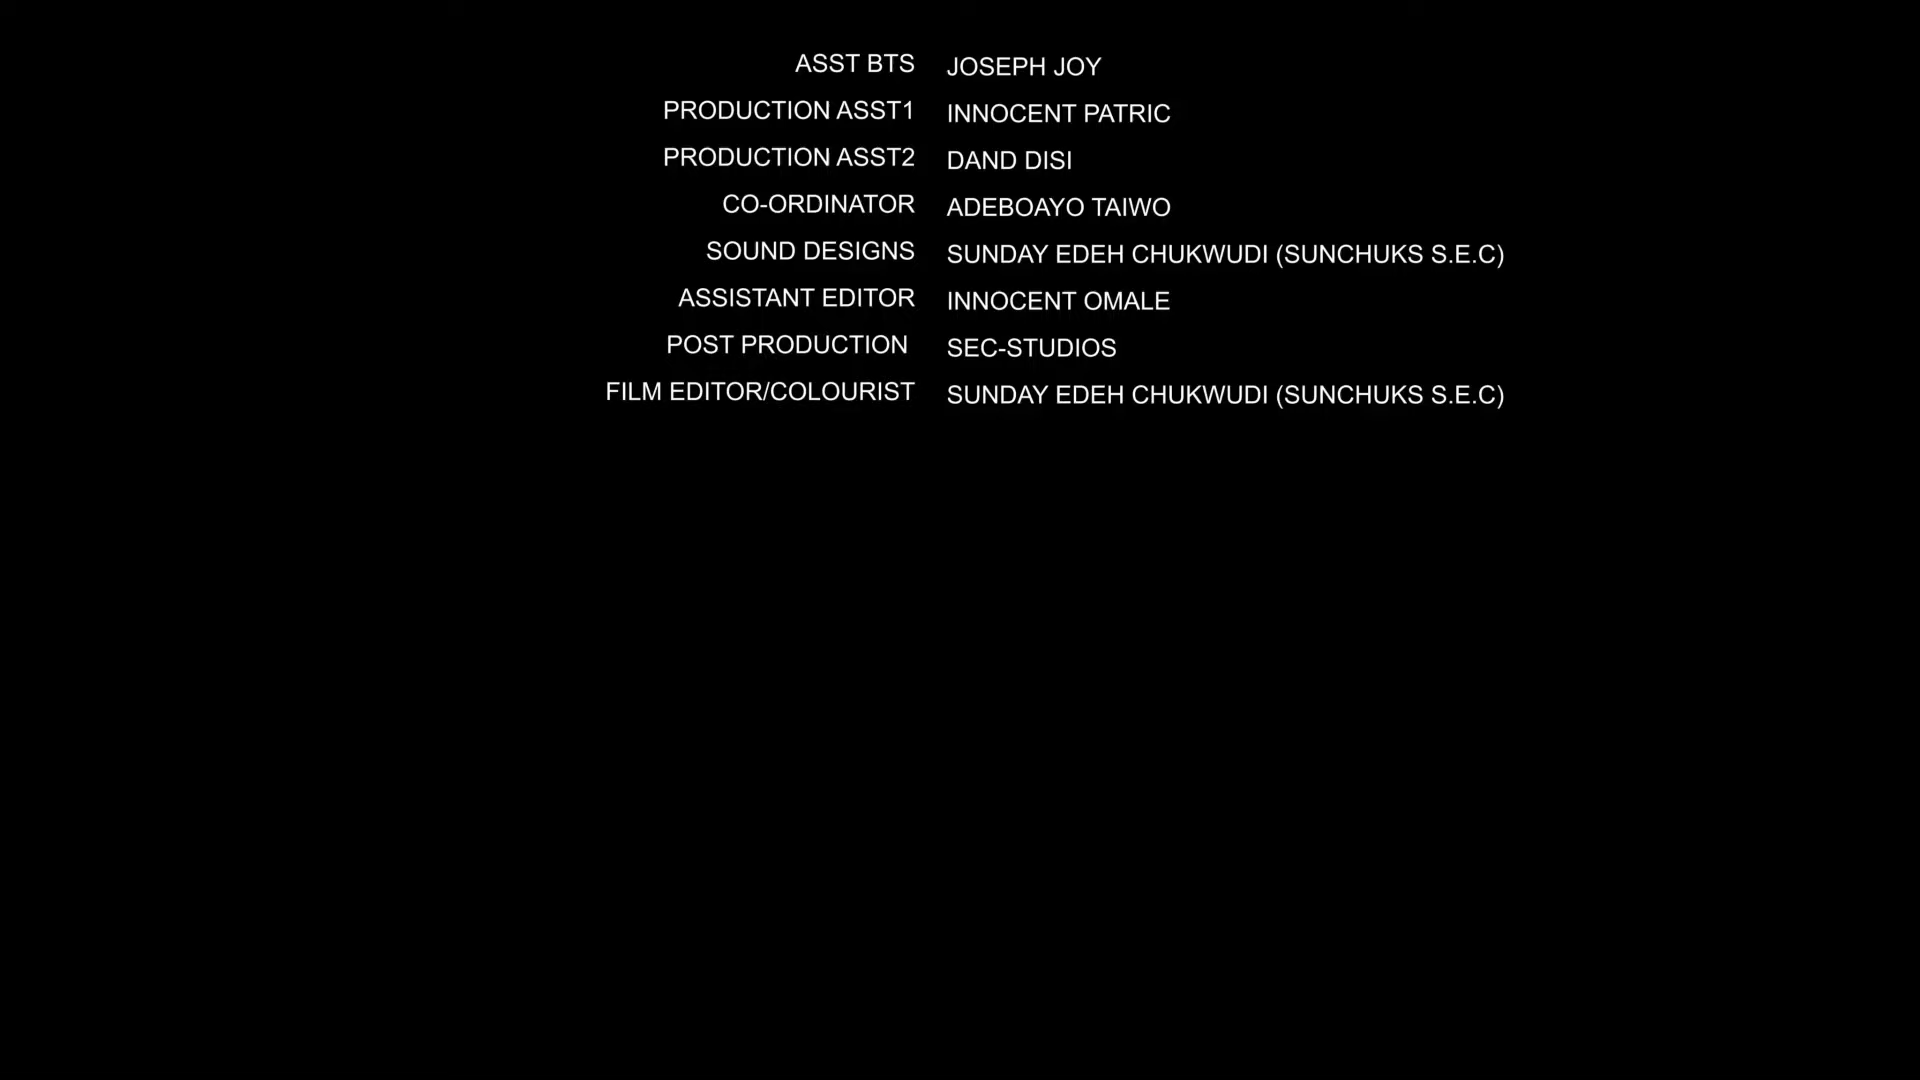 ASST BTS JOSEPH JOY
PRODUCTION ASST1 INNOCENT PATRIC
PRODUCTION ASST2 DAND DISI
CO-ORDINATOR ADEBOAYO TAIWO
SOUND DESIGNS SUNDAY EDEH CHUKWUDI (SUNCHUKS S.E.C)
ASSISTANT EDITOR INNOCENT OMALE
POST PRODUCTION SEC-STUDIOS
FILM EDITOR/COLOURIST SUNDAY EDEH CHUKWUDI (SUNCHUKS S.E.C)